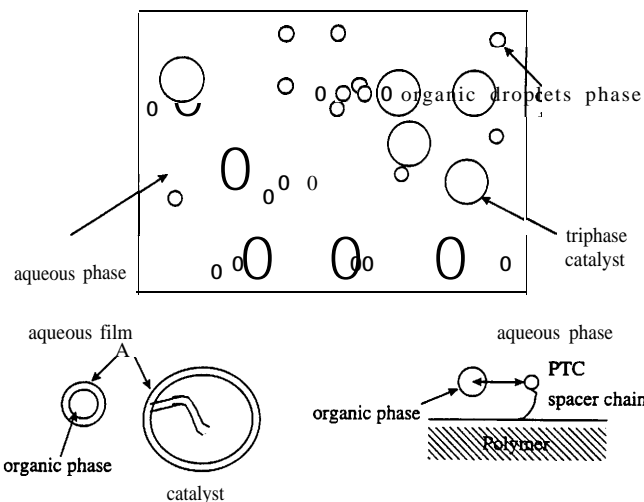 organic droplets phase
aqueous phase
triphase
catalyst
aqueous film
A
organic phase
catalyst
aqueous phase
PTC
spacer chain
organic phase
Polymer